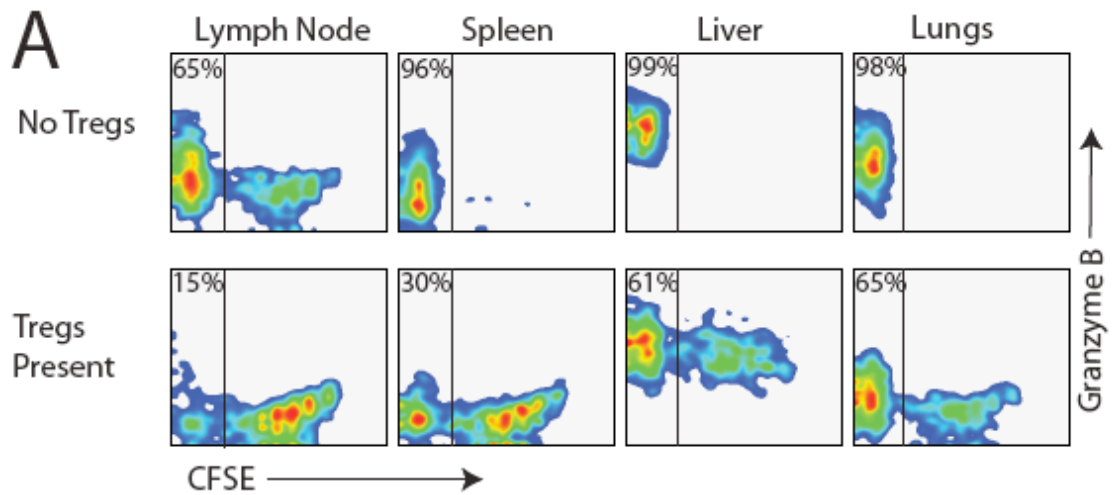 A
Lymph Node
Spleen
Liver
Lungs
No Tregs
65%
96%
99%
98%
Tregs
Present
15%
30%
61%
65%
Granzyme B
CFSE